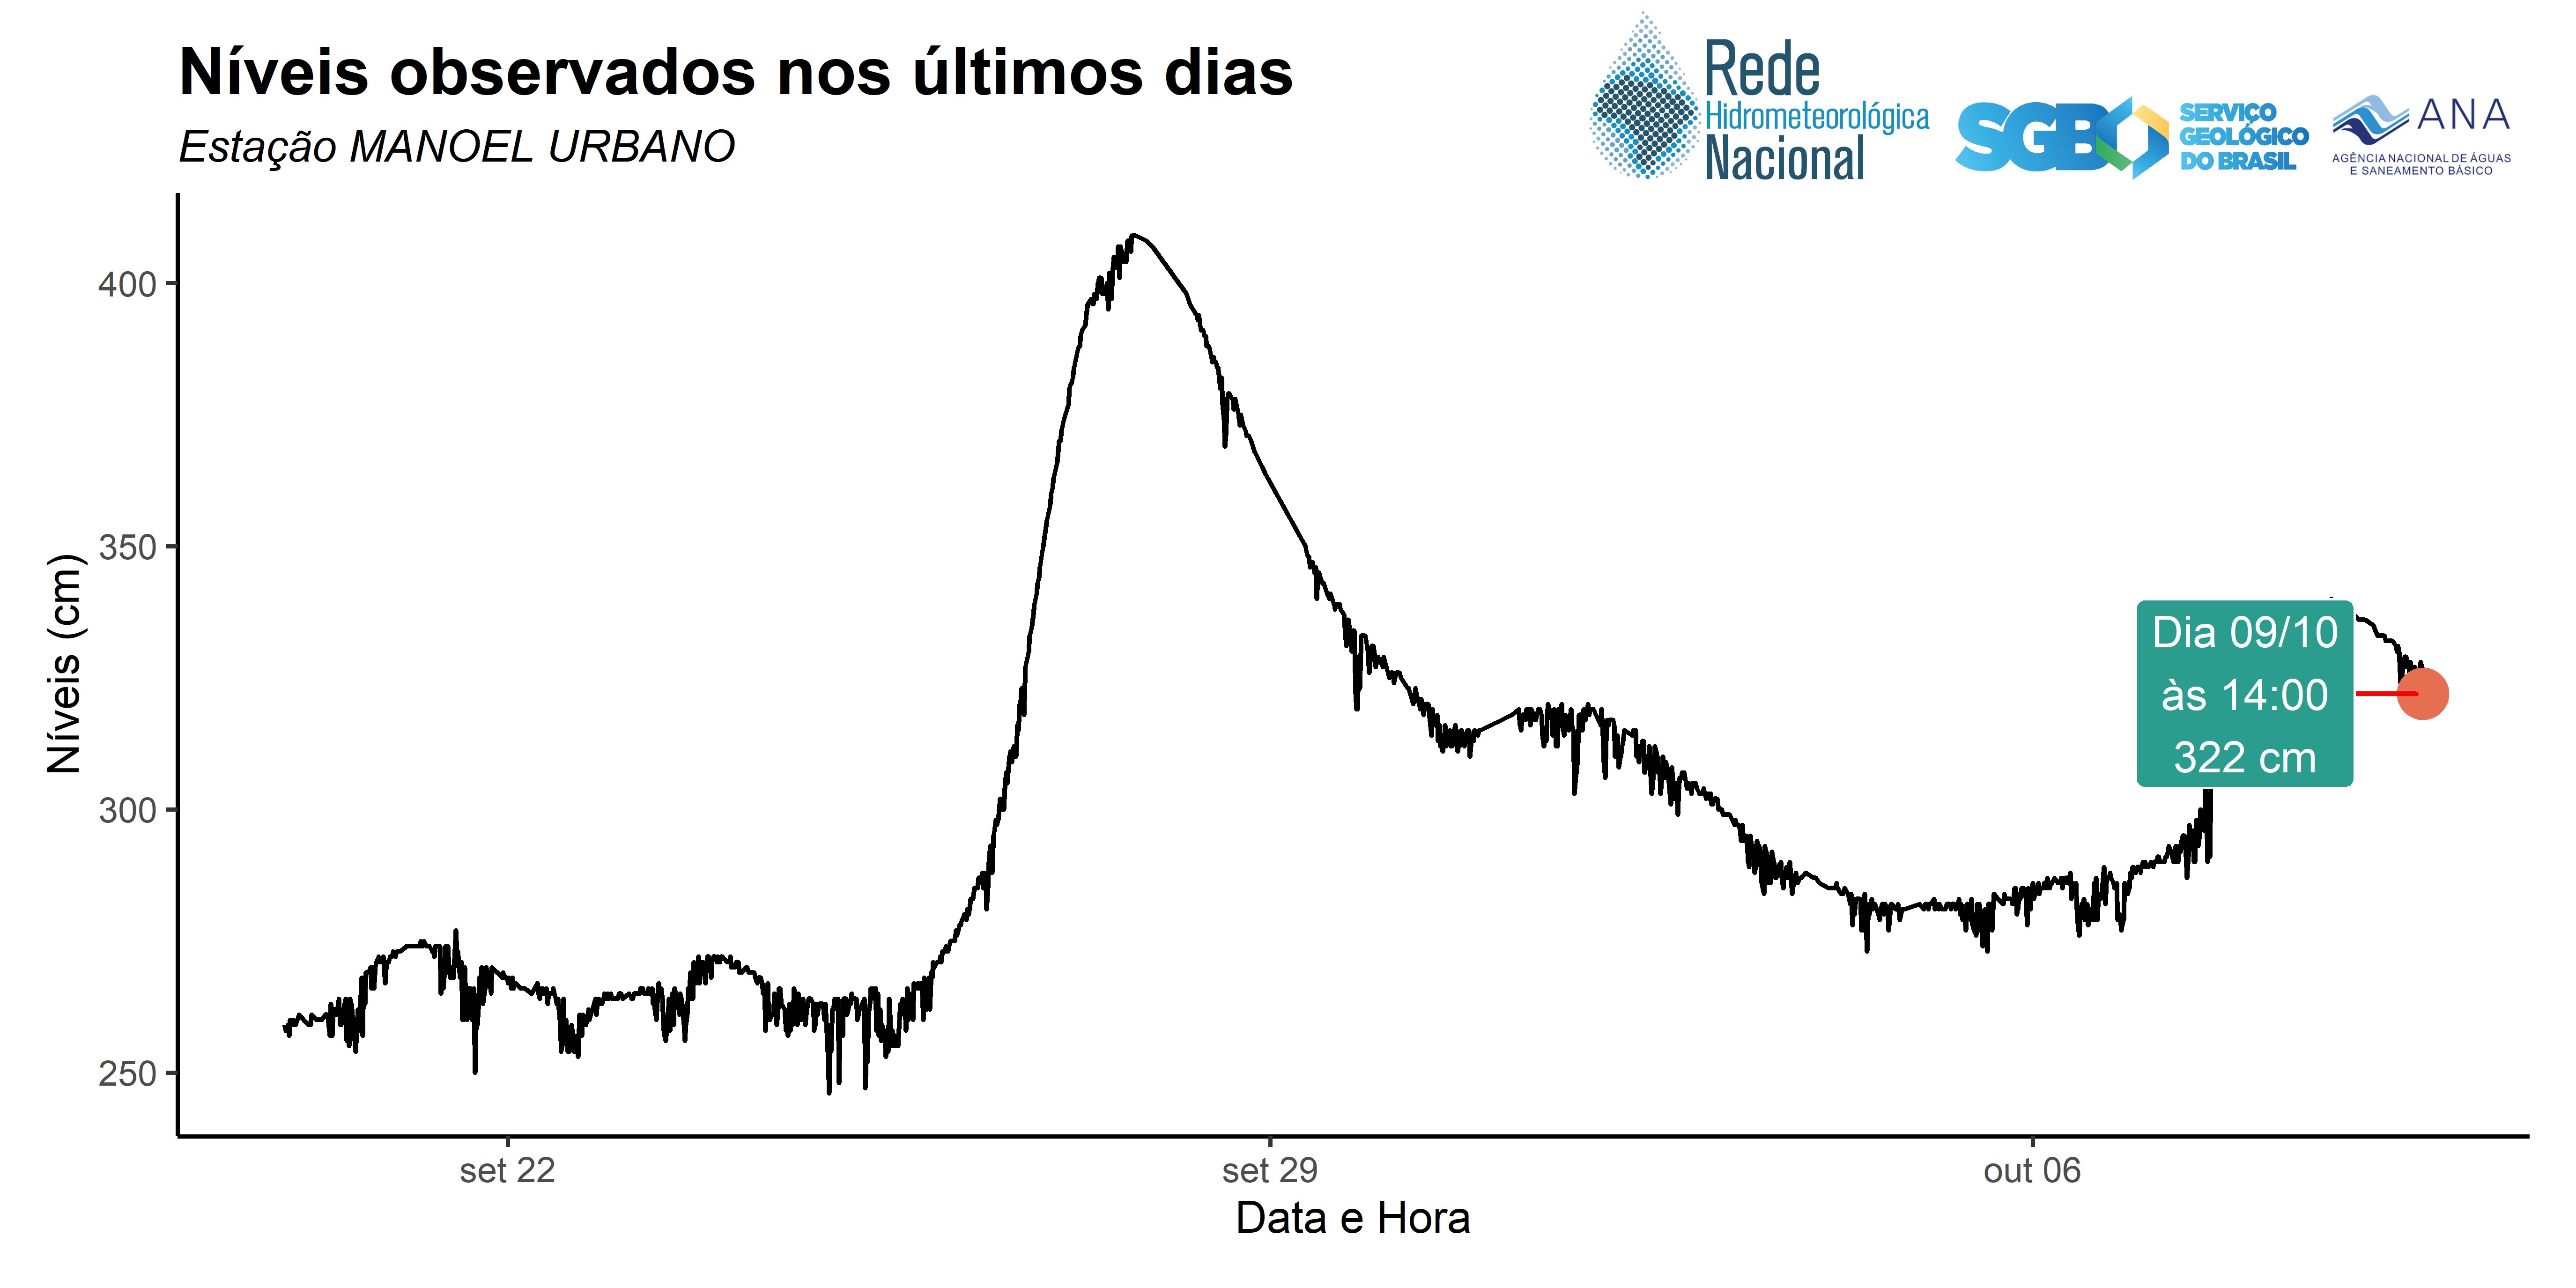 Níveis observados nos últimos dias
Estação MANOEL URBANO
Rede
Hidrometeorológica
Nacional
SGB
SERVIÇO
GEOLÓGICO
DO BRASIL
ANA
AGÊNCIA NACIONAL DE ÁGUAS
E SANEAMENTO BÁSICO
Níveis (cm)
400
350
300
250
Dia 09/10
às 14:00
322 cm
set 22
set 29
out 06
Data e Hora